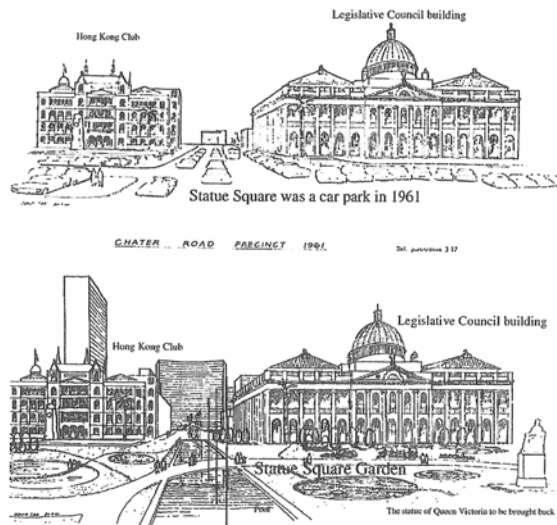 Legislative Council building
Hong Kong Club
Statue Square was a car park in 1961
CHATER ROAD PRECINCT 1961
Legislative Council building
Hong Kong Club
Statue Square Garden
Pool
The statue of Queen Victoria to be brought back